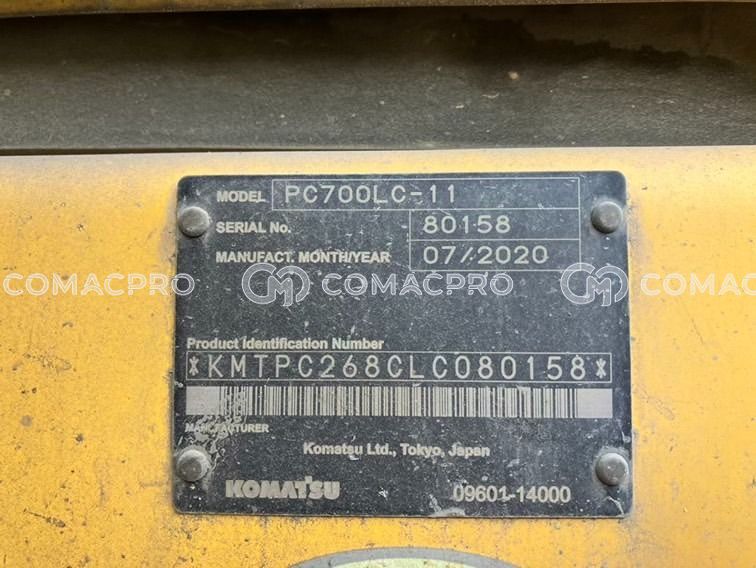 MODEL PC700LC-11
SERIAL No. 80158
MANUFACT. MONTH/YEAR 07/2020
COMACPRO COMACPRO COMACPRO
Product Identification Number
*KMTPC268CLC080158*
MANUFACTURER
Komatsu Ltd., Tokyo, Japan
KOMATSU 09601-14000